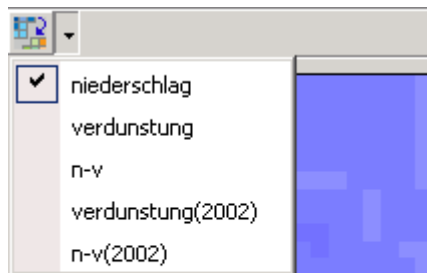 niederschlag
verdunstung
n-v
verdunstung(2002)
n-v(2002)